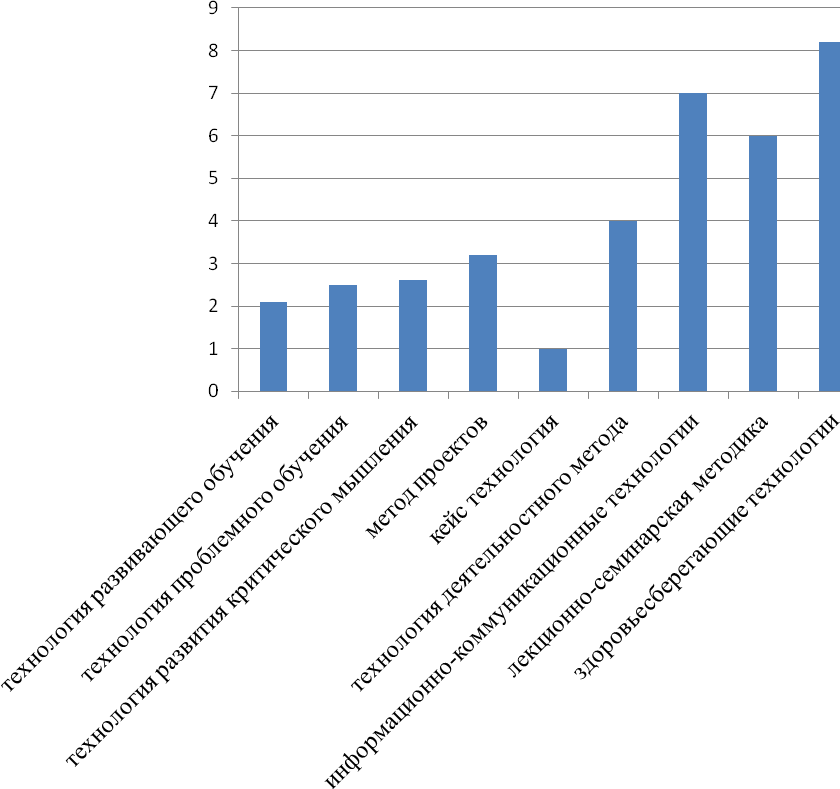 9
8
7
6
5
4
3
2
1
0
технология развивающего обучения
технология проблемного обучения
технология развития критического мышления
метод проектов
кейс технология
технология деятельностного метода
информационно-коммуникационные технологии
лекционно-семинарская методика
здоровьесберегающие технологии